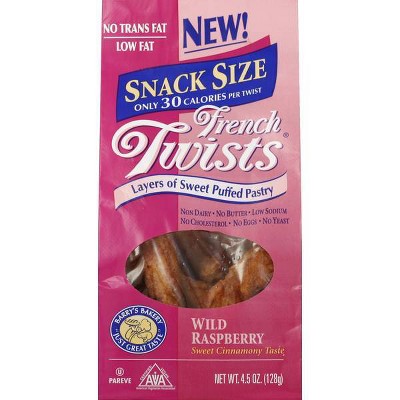 NO TRANS FAT
LOW FAT
NEW!
SNACK SIZE
ONLY 30 CALORIES PER TWIST
French
Twists®
Layers of Sweet Puffed Pastry
NON DAIRY • NO BUTTER • LOW SODIUM
NO CHOLESTEROL • NO EGGS • NO YEAST
BARRY'S BAKERY
JUST GREAT TASTE
WILD
RASPBERRY
Sweet Cinnamony Taste
U
PAREVE
AVA
NET WT. 4.5 OZ. (128g)